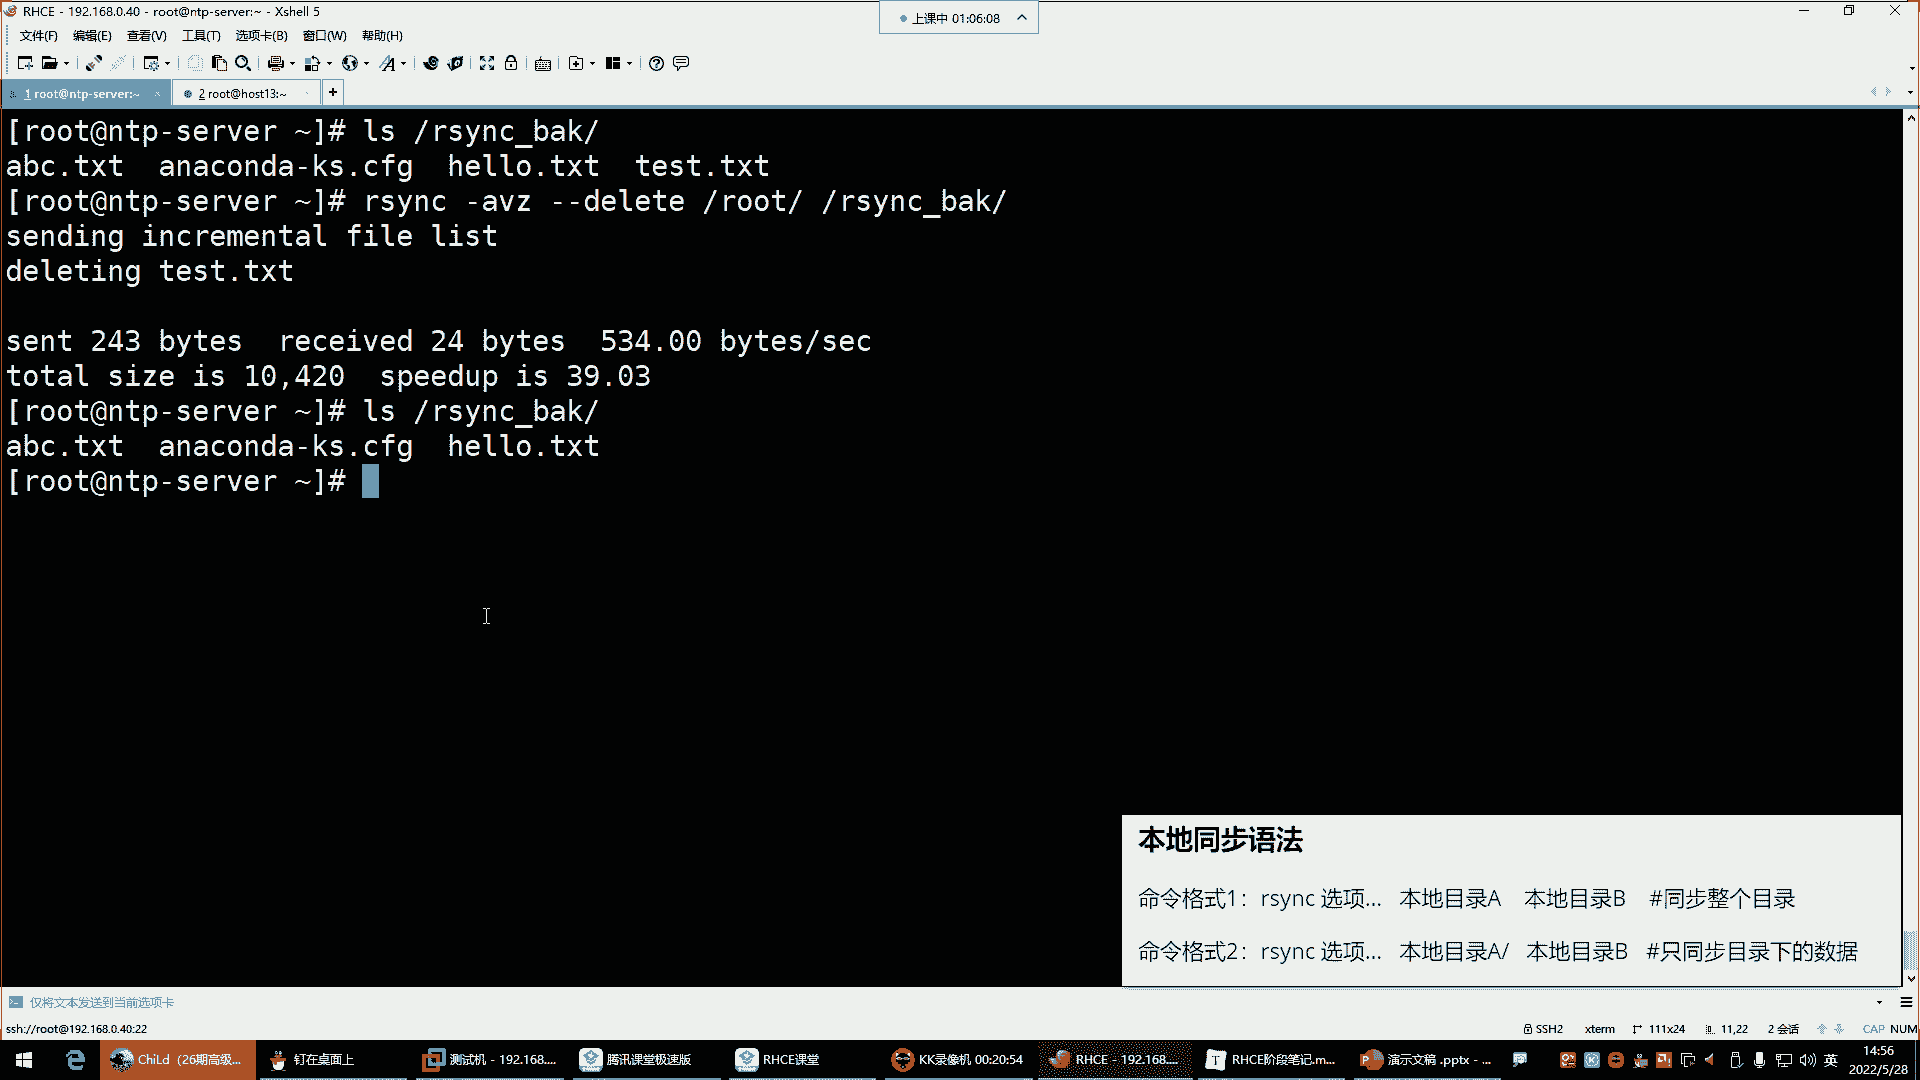 RHCE - 192.168.0.40 - root@ntp-server:~ - Xshell 5
上课中 01:06:08
文件(F) 编辑(E) 查看(V) 工具(T) 选项卡(B) 窗口(W) 帮助(H)
1 root@ntp-server:~ 2 root@host13:~ +
[root@ntp-server ~]# ls /rsync_bak/
abc.txt  anaconda-ks.cfg  hello.txt  test.txt
[root@ntp-server ~]# rsync -avz --delete /root/ /rsync_bak/
sending incremental file list
deleting test.txt
sent 243 bytes  received 24 bytes  534.00 bytes/sec
total size is 10,420  speedup is 39.03
[root@ntp-server ~]# ls /rsync_bak/
abc.txt  anaconda-ks.cfg  hello.txt
[root@ntp-server ~]#
本地同步语法
命令格式1：rsync 选项... 本地目录A 本地目录B #同步整个目录
命令格式2：rsync 选项... 本地目录A/ 本地目录B #只同步目录下的数据
仅将文本发送到当前选项卡
ssh://root@192.168.0.40:22 SSH2 xterm 111x24 11,22 2 会话 CAP NUM
ChiLd（26期高级... 钉在桌面上 测试机 - 192.168.... 腾讯课堂极速版 RHCE课堂 KK录像机 00:20:54 RHCE - 192.168.... RHCE阶段笔记.m... 演示文稿 .pptx - ... 英 14:56
2022/5/28